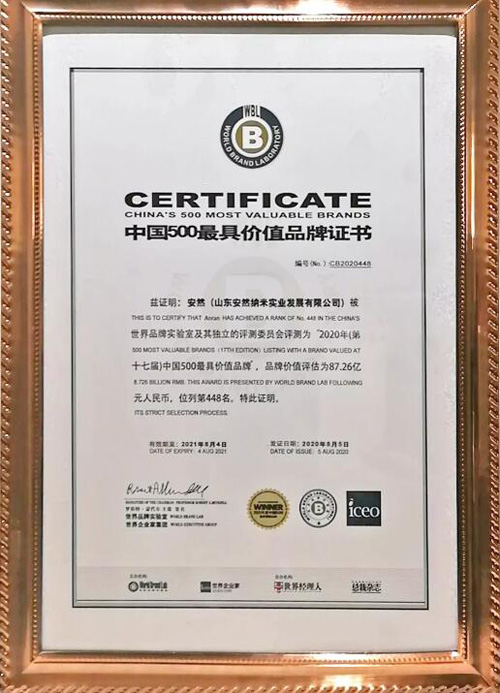 WBL
WORLD BRAND LABORATORY
B
CERTIFICATE
CHINA'S 500 MOST VALUABLE BRANDS
中国500最具价值品牌证书
编号(No.):CB2020448
兹证明:安然(山东安然纳米实业发展有限公司)被
THIS IS TO CERTIFY THAT Anran HAS ACHIEVED A RANK OF No. 448 IN THE CHINA'S
世界品牌实验室及其独立的评测委员会评测为"2020年(第
500 MOST VALUABLE BRANDS (17TH EDITION) LISTING WITH A BRAND VALUED AT
十七届)中国500最具价值品牌",品牌价值评估为87.26亿
8.726 BILLION RMB. THIS AWARD IS PRESENTED BY WORLD BRAND LAB FOLLOWING
元人民币,位列第448名。特此证明。
ITS STRICT SELECTION PROCESS.
有效期至:2021年8月4日 发证日期:2020年8月5日
DATE OF EXPIRY: 4 AUG 2021 DATE OF ISSUE: 5 AUG 2020
SIGNATURE OF THE CHAIRMAN: PROFESSOR ROBERT A.MUNDELL
世界品牌实验室 WORLD BRAND LAB
世界企业家集团 WORLD EXECUTIVE GROUP
WINNER
B
iceo
World Brand Lab 世界企业家 世界经理人 总裁杂志